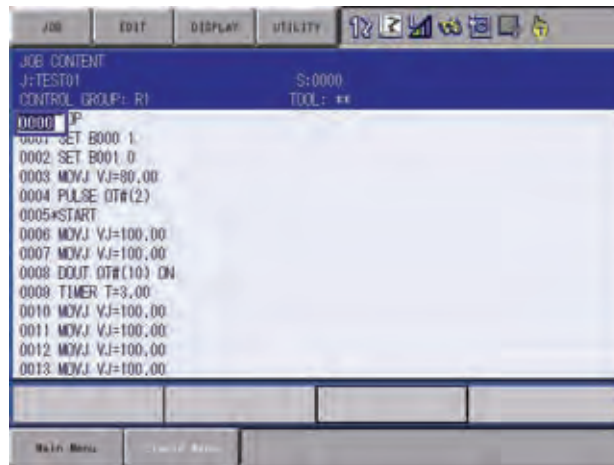 JOB EDIT DISPLAY UTILITY
JOB CONTENT
J:TEST01 S:0000
CONTROL GROUP: R1 TOOL: **
0000
0001 SET B000 1
0002 SET B001 0
0003 MOVJ VJ=80.00
0004 PULSE OT#(2)
0005*START
0006 MOVJ VJ=100.00
0007 MOVJ VJ=100.00
0008 DOUT OT#(10) ON
0009 TIMER T=3.00
0010 MOVJ VJ=100.00
0011 MOVJ VJ=100.00
0012 MOVJ VJ=100.00
0013 MOVJ VJ=100.00
Main Menu